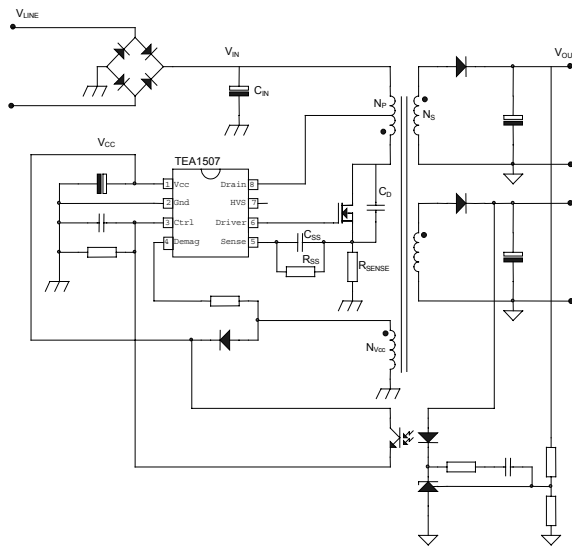 VLINE
VIN
VOU
CIN
NP
NS
VCC
TEA1507
1 Vcc Drain 8
2 Gnd HVS 7
3 Ctrl Driver 6
4 Demag Sense 5
CD
CSS
RSS
RSENSE
NVcc